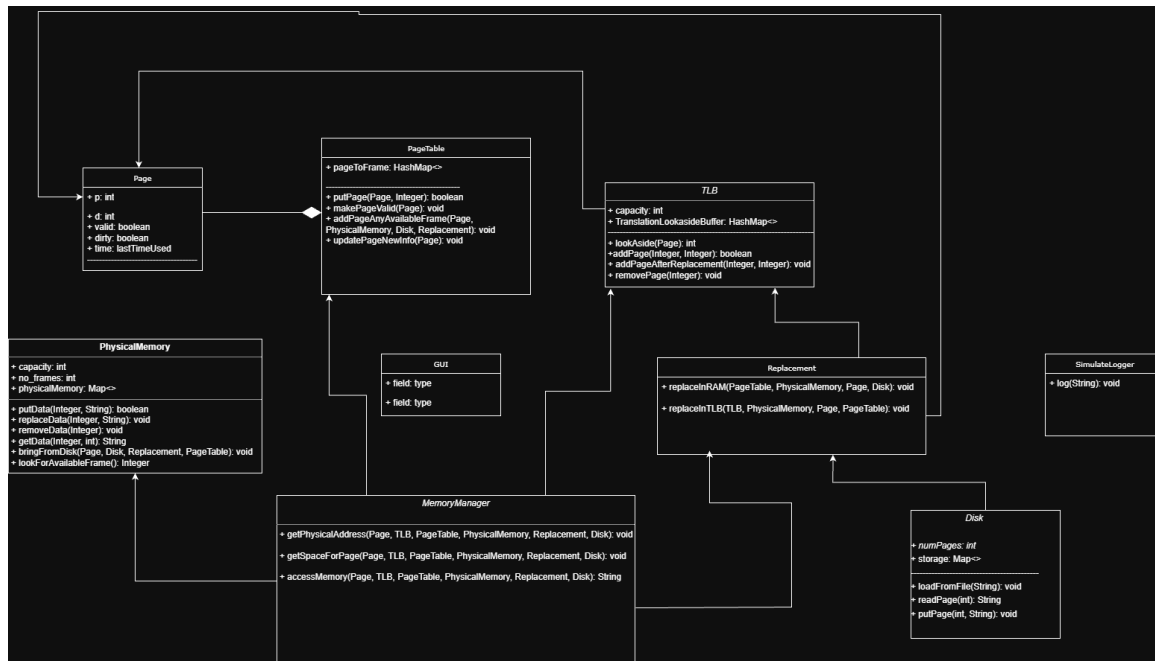 PageTable
+ pageToFrame: HashMap<>
+ putPage(Page, Integer): boolean
+ makePageValid(Page): void
+ addPageAnyAvailableFrame(Page,
PhysicalMemory, Disk, Replacement): void
+ updatePageNewInfo(Page): void
Page
+ p: int
+ d: int
+ valid: boolean
+ dirty: boolean
+ time: lastTimeUsed
TLB
+ capacity: int
+ TranslationLookasideBuffer: HashMap<>
+ lookAside(Page): int
+addPage(Integer, Integer): boolean
+ addPageAfterReplacement(Integer, Integer): void
+ removePage(Integer): void
PhysicalMemory
+ capacity: int
+ no_frames: int
+ physicalMemory: Map<>
+ putData(Integer, String): boolean
+ replaceData(Integer, String): void
+ removeData(Integer): void
+ getData(Integer, int): String
+ bringFromDisk(Page, Disk, Replacement, PageTable): void
+ lookForAvailableFrame(): Integer
GUI
+ field: type
+ field: type
Replacement
+ replaceInRAM(PageTable, PhysicalMemory, Page, Disk): void
+ replaceInTLB(TLB, PhysicalMemory, Page, PageTable): void
SimulateLogger
+ log(String): void
MemoryManager
+ getPhysicalAddress(Page, TLB, PageTable, PhysicalMemory, Replacement, Disk): void
+ getSpaceForPage(Page, TLB, PageTable, PhysicalMemory, Replacement, Disk): void
+ accessMemory(Page, TLB, PageTable, PhysicalMemory, Replacement, Disk): String
Disk
+ numPages: int
+ storage: Map<>
+ loadFromFile(String): void
+ readPage(int): String
+ putPage(int, String): void